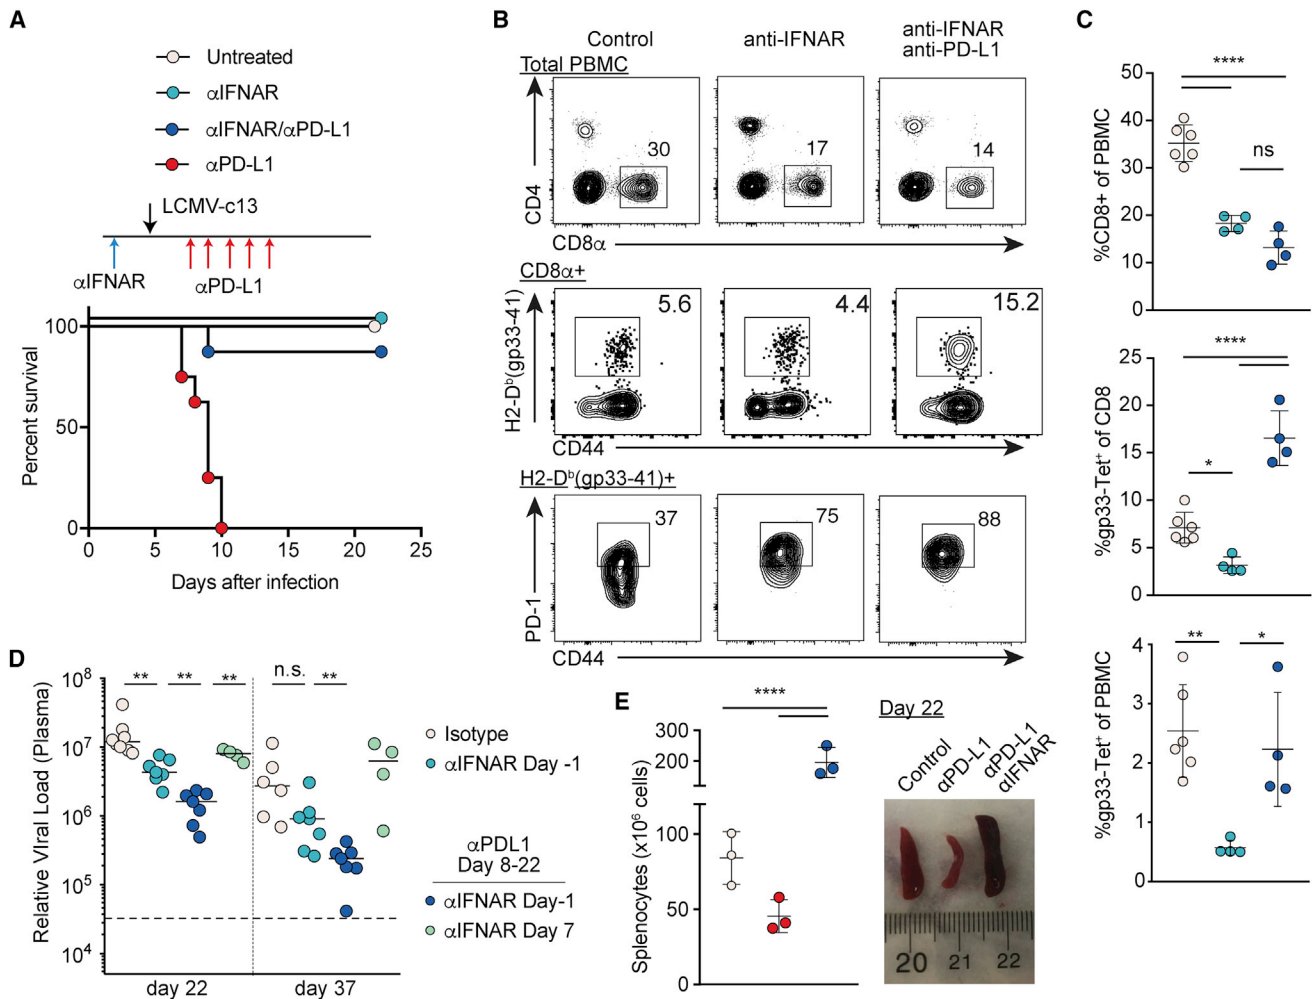 A
Untreated
αIFNAR
αIFNAR/αPD-L1
αPD-L1
LCMV-c13
αIFNAR
αPD-L1
Percent survival
100
50
0
0 5 10 15 20 25
Days after infection
B
Control
anti-IFNAR
anti-IFNAR
anti-PD-L1
Total PBMC
30
17
14
CD4
CD8α
CD8α+
5.6
4.4
15.2
H2-Dᵇ(gp33-41)
CD44
H2-Dᵇ(gp33-41)+
37
75
88
PD-1
CD44
C
%CD8+ of PBMC
50
40
30
20
10
0
****
ns
%gp33-Tet⁺ of CD8
25
20
15
10
5
0
****
*
%gp33-Tet⁺ of PBMC
4
3
2
1
0
**
*
D
Relative Viral Load (Plasma)
10⁸
10⁷
10⁶
10⁵
10⁴
** ** ** n.s. **
day 22
day 37
Isotype
αIFNAR Day -1
αPDL1
Day 8-22
αIFNAR Day-1
αIFNAR Day 7
E
Splenocytes (x10⁶ cells)
300
200
100
50
0
****
Day 22
Control
αPD-L1
αPD-L1
αIFNAR
20 21 22